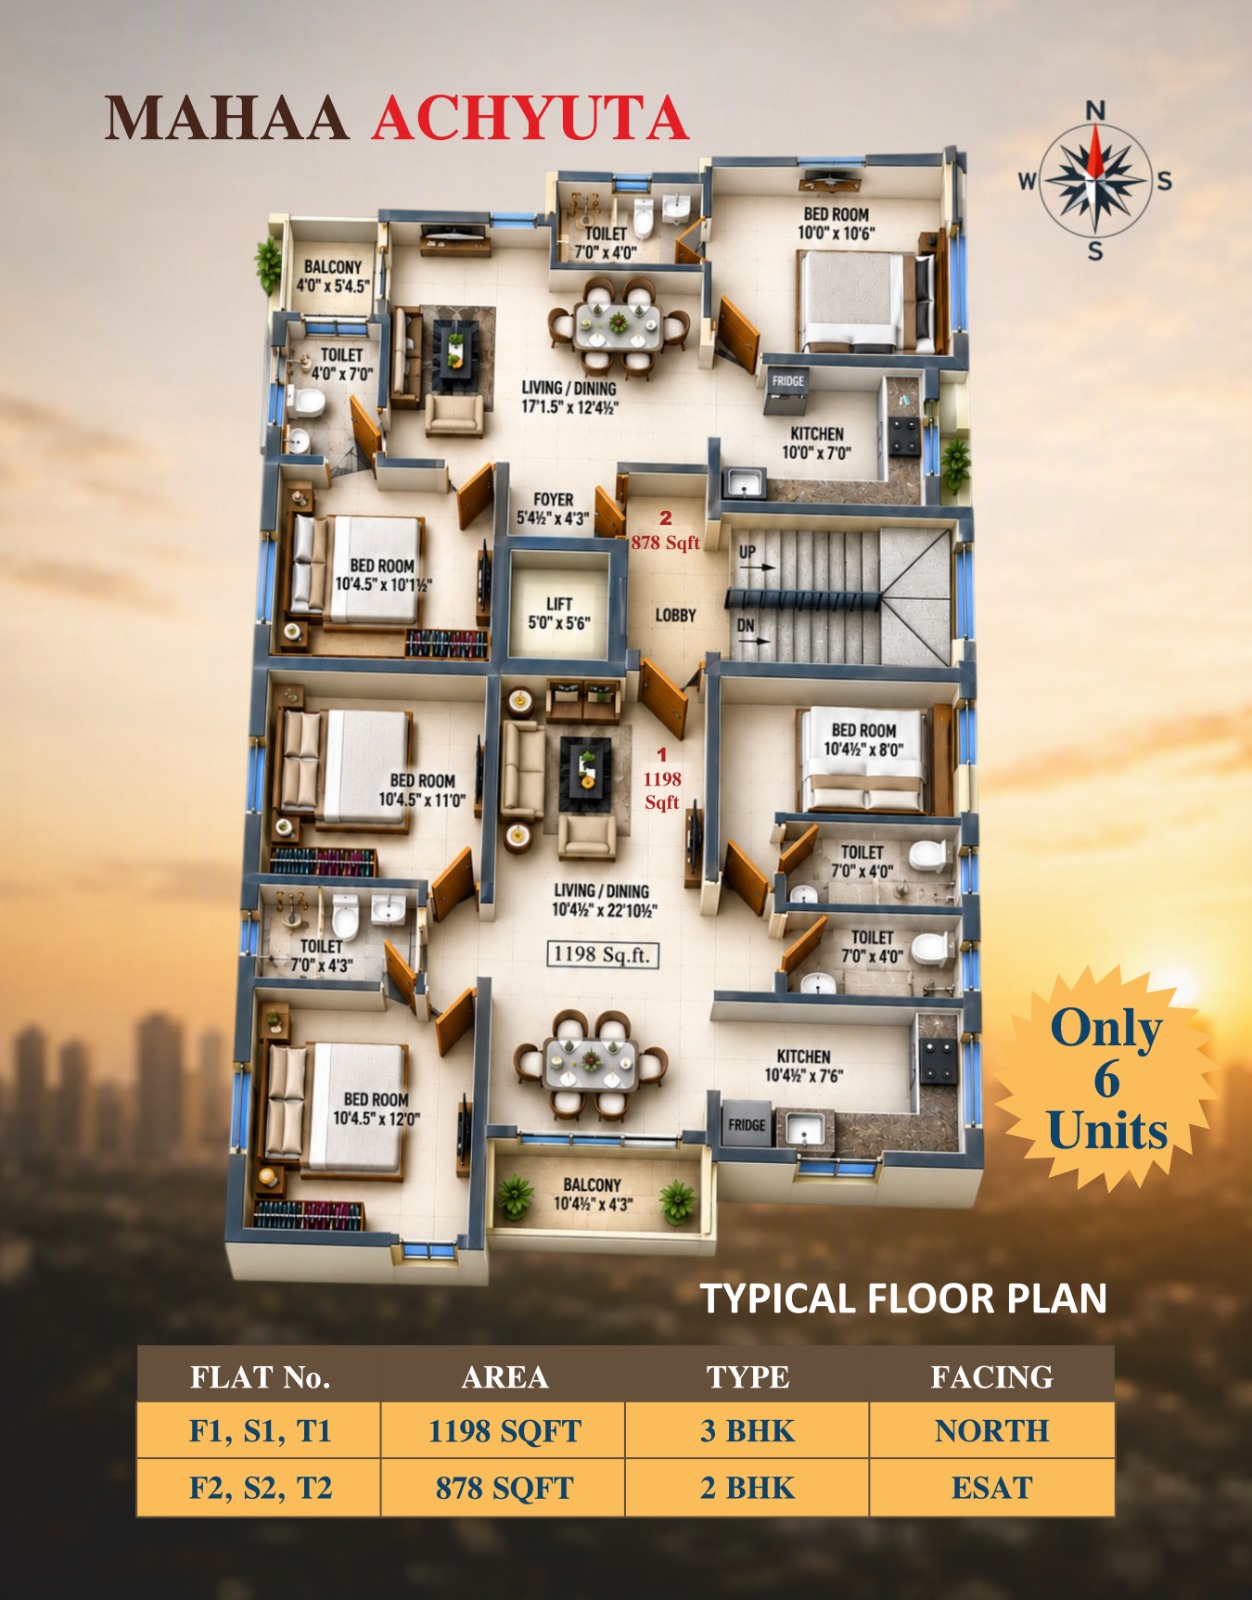 MAHAA ACHYUTA
N
W
S
S
BED ROOM
10'0" x 10'6"
TOILET
7'0" x 4'0"
BALCONY
4'0" x 5'4.5"
TOILET
4'0" x 7'0"
LIVING / DINING
17'1.5" x 12'4½"
FRIDGE
KITCHEN
10'0" x 7'0"
FOYER
5'4½" x 4'3"
2
878 Sqft
BED ROOM
10'4.5" x 10'1½"
LIFT
5'0" x 5'6"
LOBBY
UP
DN
BED ROOM
10'4½" x 8'0"
1
1198
Sqft
BED ROOM
10'4.5" x 11'0"
TOILET
7'0" x 4'0"
LIVING / DINING
10'4½" x 22'10½"
1198 Sq.ft.
TOILET
7'0" x 4'3"
TOILET
7'0" x 4'0"
KITCHEN
10'4½" x 7'6"
FRIDGE
BED ROOM
10'4.5" x 12'0"
BALCONY
10'4½" x 4'3"
Only
6
Units
TYPICAL FLOOR PLAN
FLAT No. AREA TYPE FACING
F1, S1, T1 1198 SQFT 3 BHK NORTH
F2, S2, T2 878 SQFT 2 BHK ESAT